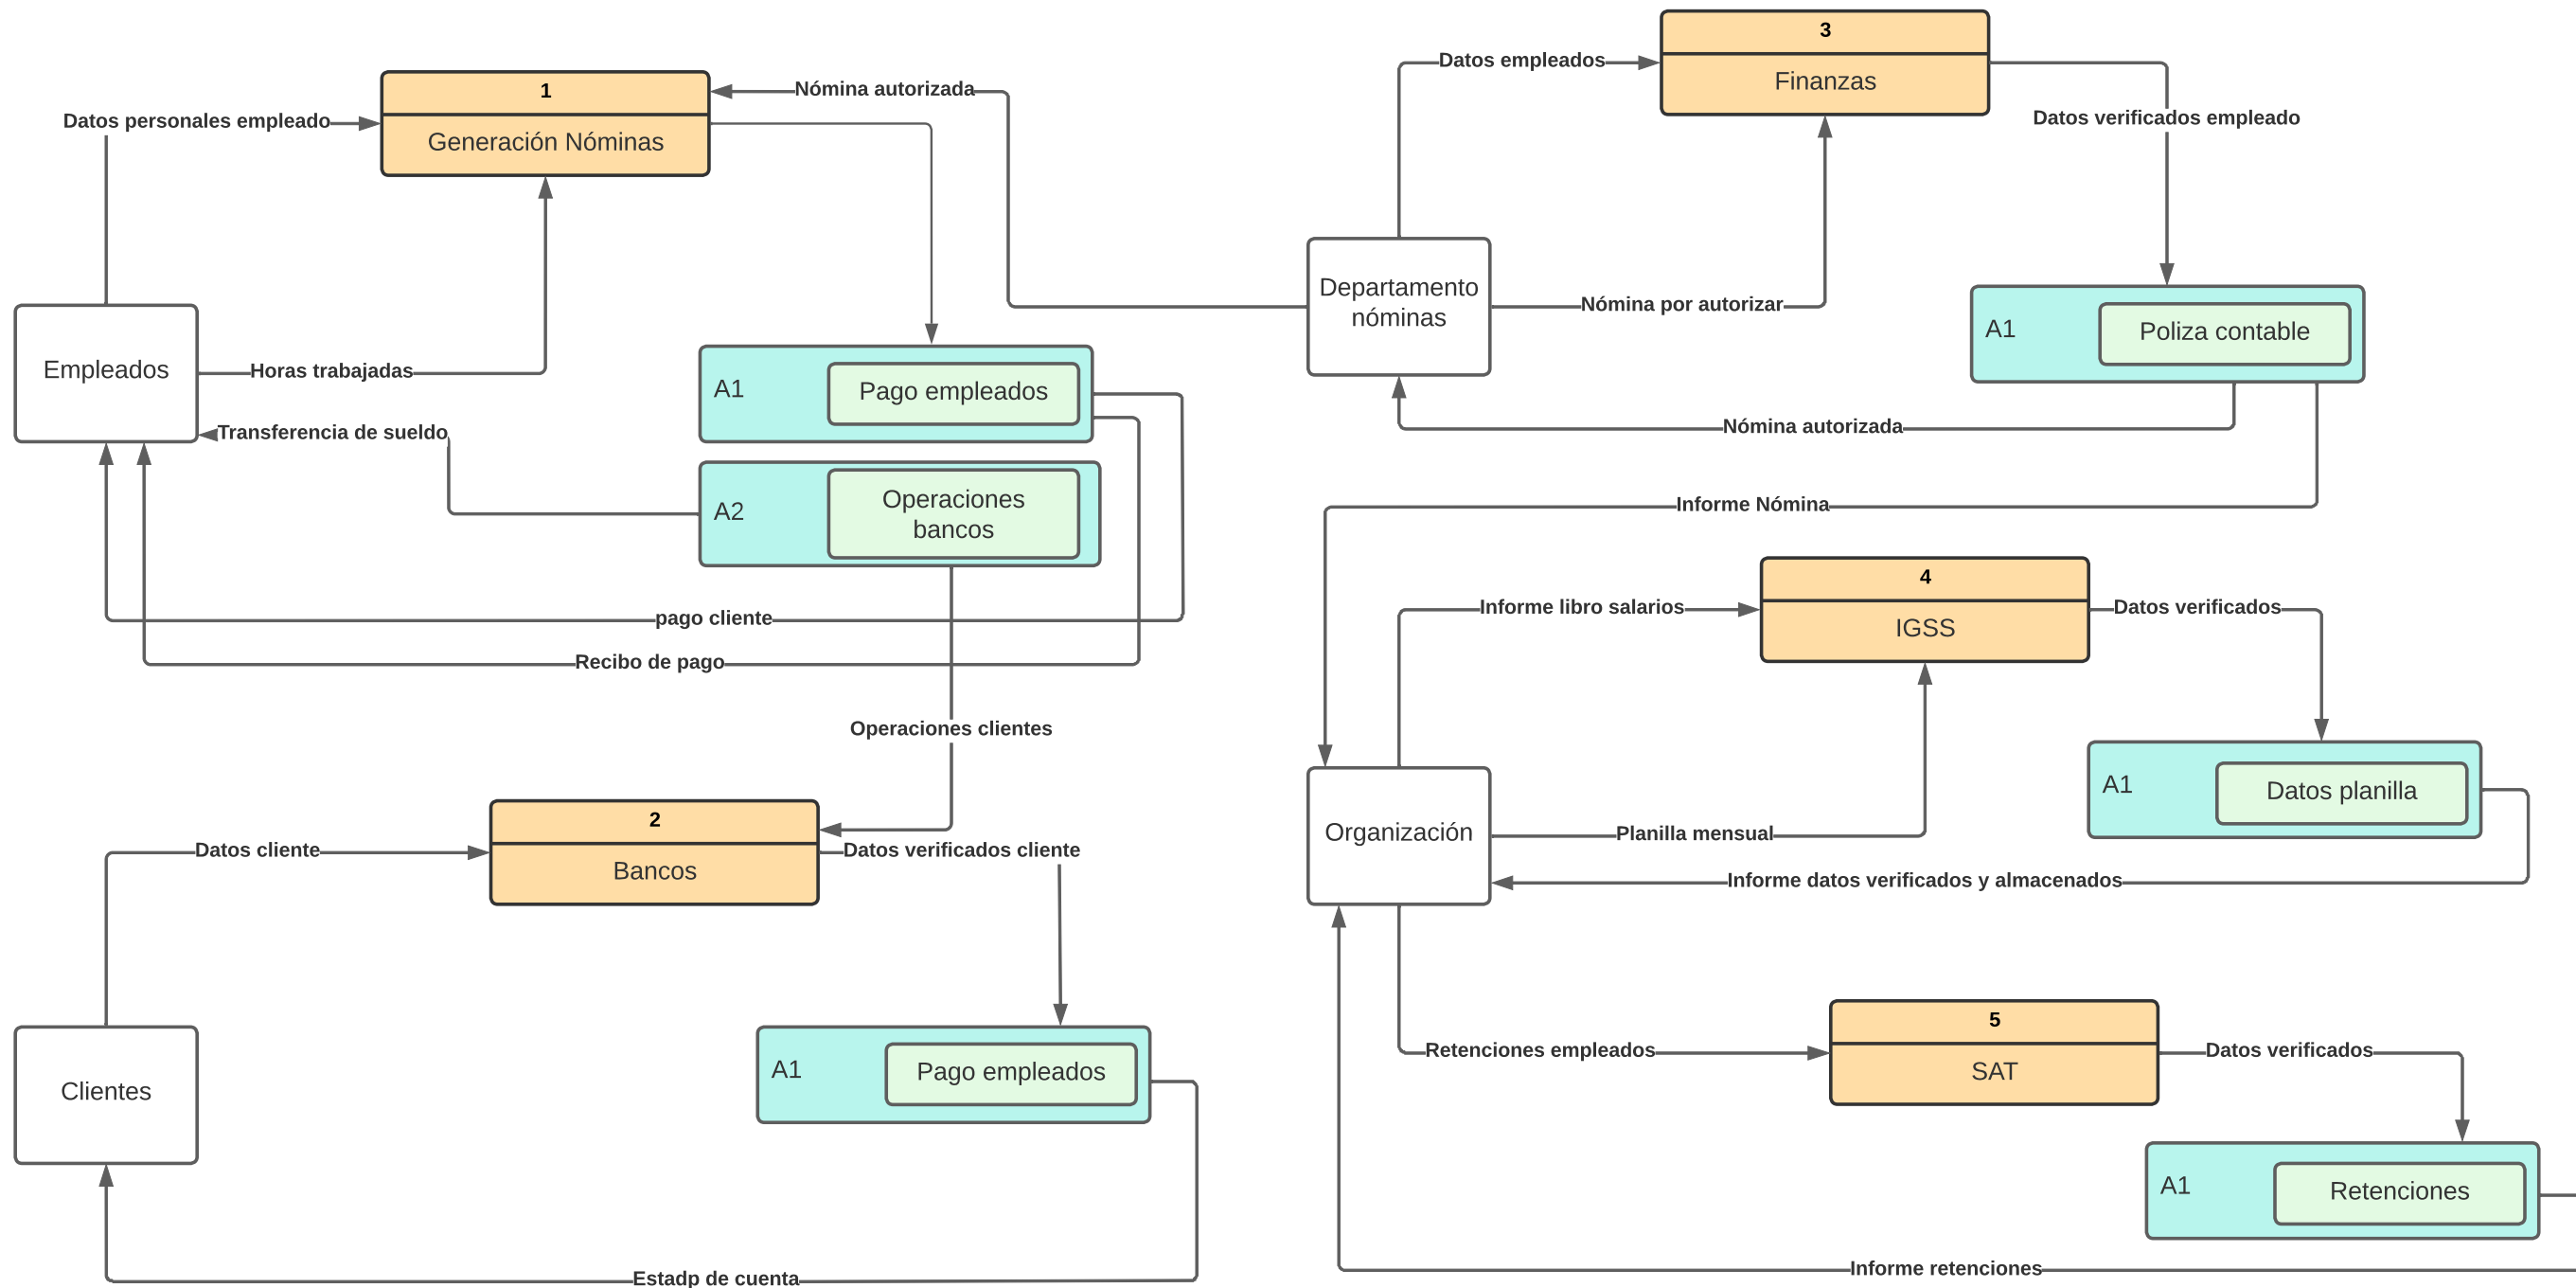 3
Datos empleados
Finanzas
1
Nómina autorizada
Datos personales empleado
Generación Nóminas
Datos verificados empleado
Departamento
nóminas
Nómina por autorizar
A1
Poliza contable
Empleados
Horas trabajadas
A1
Pago empleados
Transferencia de sueldo
Nómina autorizada
A2
Operaciones
bancos
Informe Nómina
4
Informe libro salarios
Datos verificados
IGSS
pago cliente
Recibo de pago
Operaciones clientes
A1
Datos planilla
2
Organización
Planilla mensual
Datos cliente
Datos verificados cliente
Bancos
Informe datos verificados y almacenados
5
Retenciones empleados
Datos verificados
SAT
Clientes
A1
Pago empleados
A1
Retenciones
Informe retenciones
Estadp de cuenta